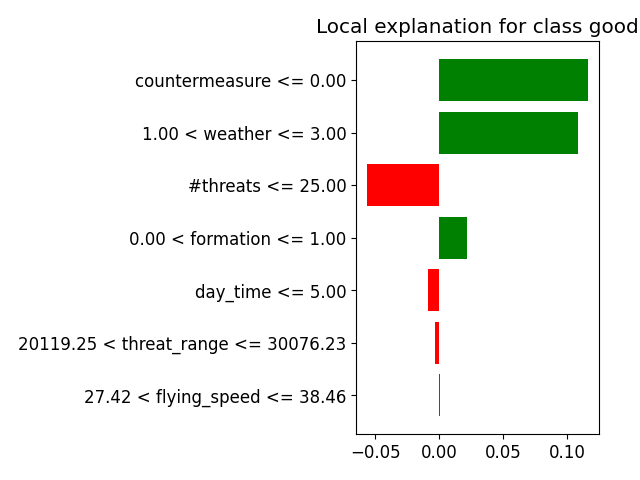 Local explanation for class good
countermeasure <= 0.00
1.00 < weather <= 3.00
#threats <= 25.00
0.00 < formation <= 1.00
day_time <= 5.00
20119.25 < threat_range <= 30076.23
27.42 < flying_speed <= 38.46
−0.05 0.00 0.05 0.10